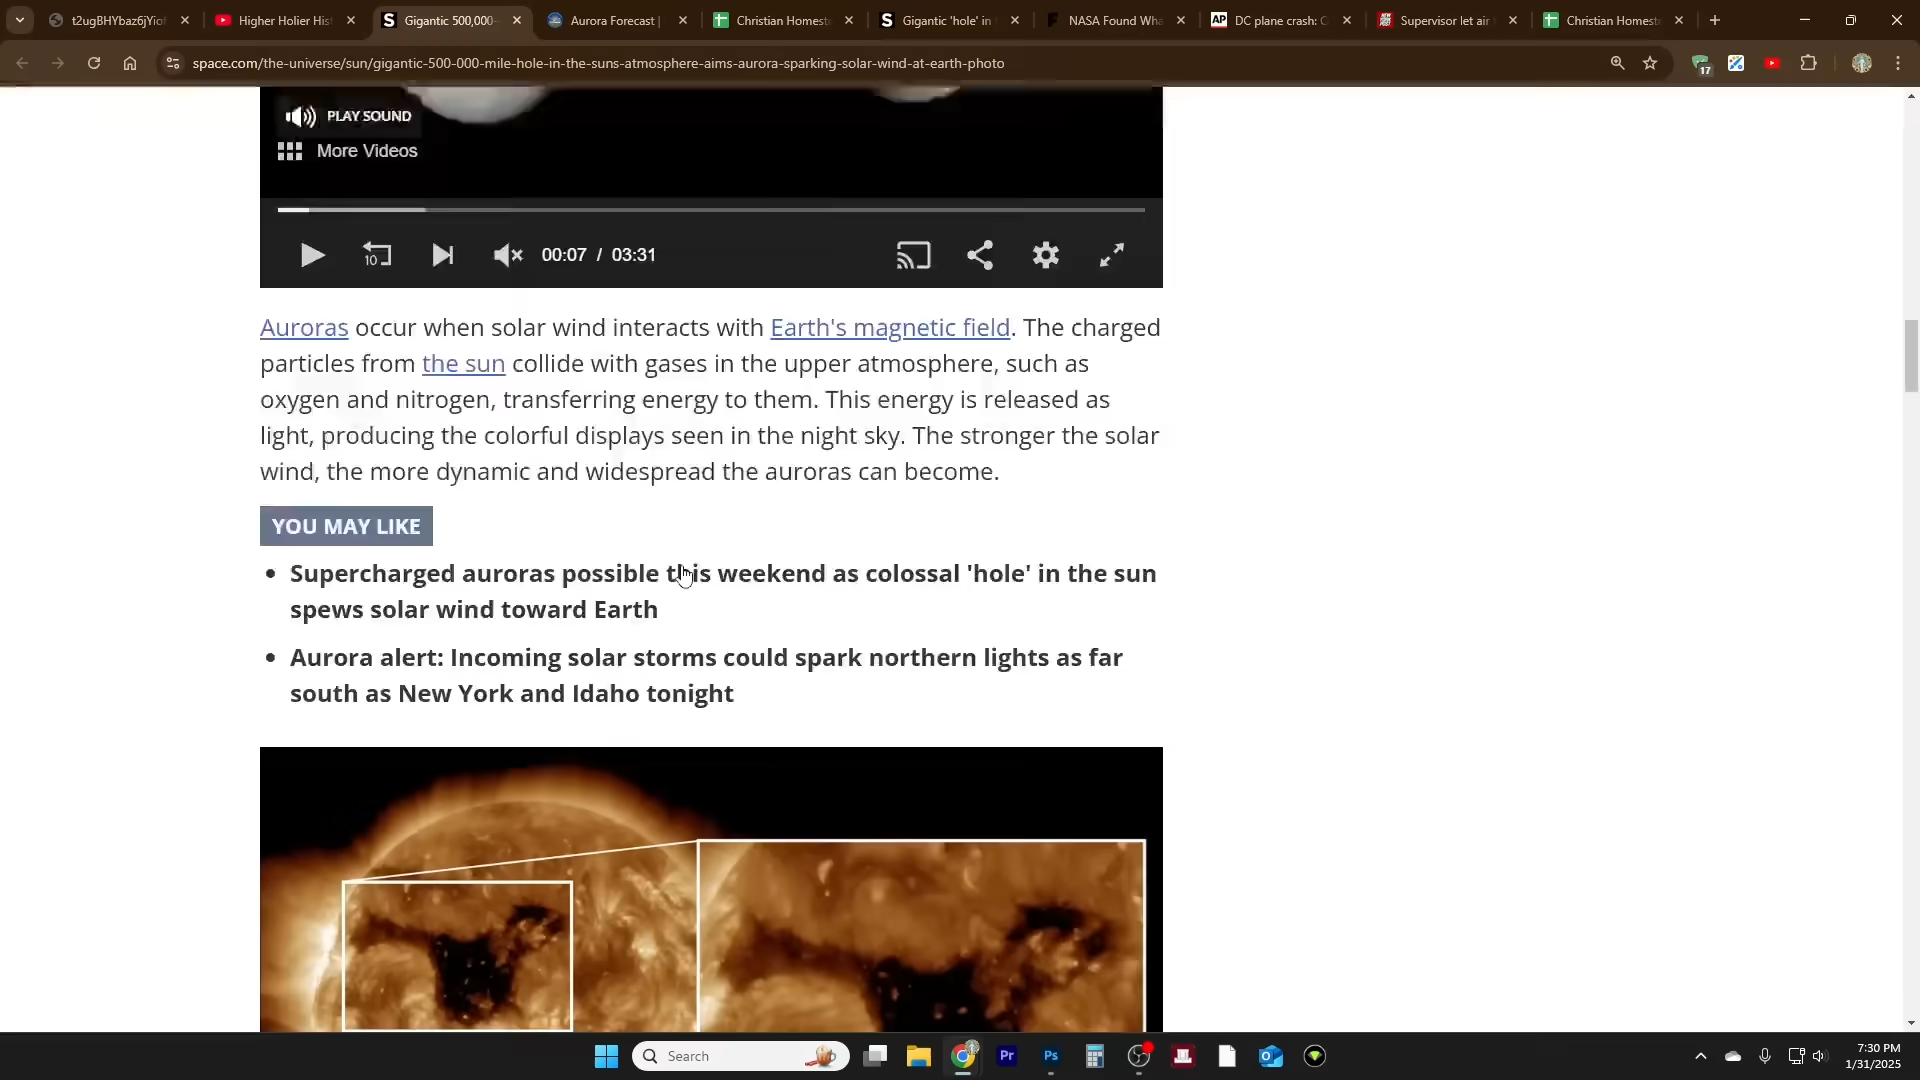 t2ugBHYbaz6jYiof
Higher Holier His
Gigantic 500,000-
Aurora Forecast |
Christian Homest
Gigantic 'hole' in
NASA Found Wha
DC plane crash: C
Supervisor let air
Christian Homest
space.com/the-universe/sun/gigantic-500-000-mile-hole-in-the-suns-atmosphere-aims-aurora-sparking-solar-wind-at-earth-photo
17
PLAY SOUND
More Videos
10
00:07 / 03:31
Auroras occur when solar wind interacts with Earth's magnetic field. The charged
particles from the sun collide with gases in the upper atmosphere, such as
oxygen and nitrogen, transferring energy to them. This energy is released as
light, producing the colorful displays seen in the night sky. The stronger the solar
wind, the more dynamic and widespread the auroras can become.
YOU MAY LIKE
• Supercharged auroras possible this weekend as colossal 'hole' in the sun
spews solar wind toward Earth
• Aurora alert: Incoming solar storms could spark northern lights as far
south as New York and Idaho tonight
Search
Pr
Ps
7:30 PM
1/31/2025